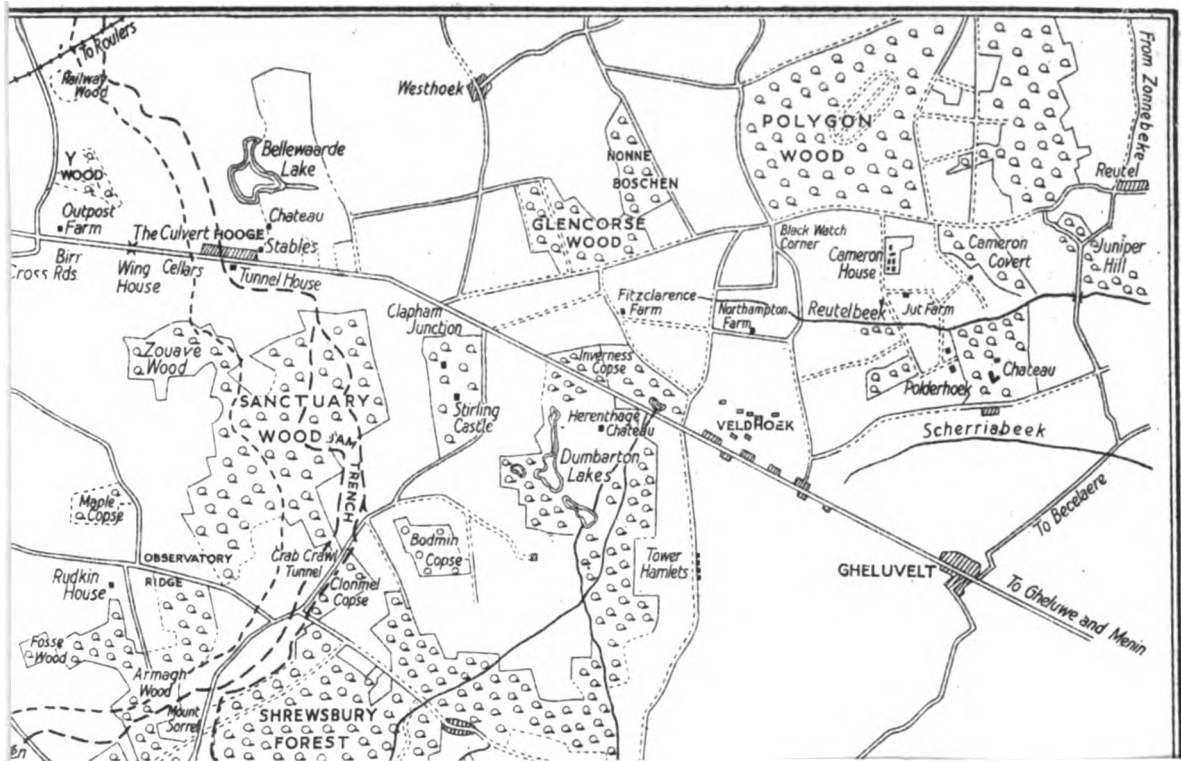 To Roulers
Railway
Wood
Westhoek
From Zonnebeke
POLYGON
WOOD
Bellewaarde
Lake
Y
WOOD
NONNE
BOSCHEN
Reutel
Outpost
Farm
Chateau
The Culvert HOOGE
Stables
GLENCORSE
WOOD
Black Watch
Corner
Cameron
House
Cameron
Covert
Juniper
Hill
Birr
Cross Rds.
Wing
House
Cellars
Tunnel House
Clapham
Junction
Fitzclarence
Farm
Northampton
Farm
Reutelbeek
Jut Farm
Zouave
Wood
Inverness
Copse
Polderhoek
Chateau
SANCTUARY
WOOD
JAM TRENCH
Stirling
Castle
Herenthage
Chateau
VELDHOEK
Scherriabeek
Dumbarton
Lakes
Maple
Copse
Bodmin
Copse
To Becelaere
OBSERVATORY
RIDGE
Crab Crawl
Tunnel
Tower
Hamlets
Rudkin
House
Clonmel
Copse
GHELUVELT
To Gheluwe and Menin
Fosse
Wood
Armagh
Wood
Mount
Sorrel
SHREWSBURY
FOREST